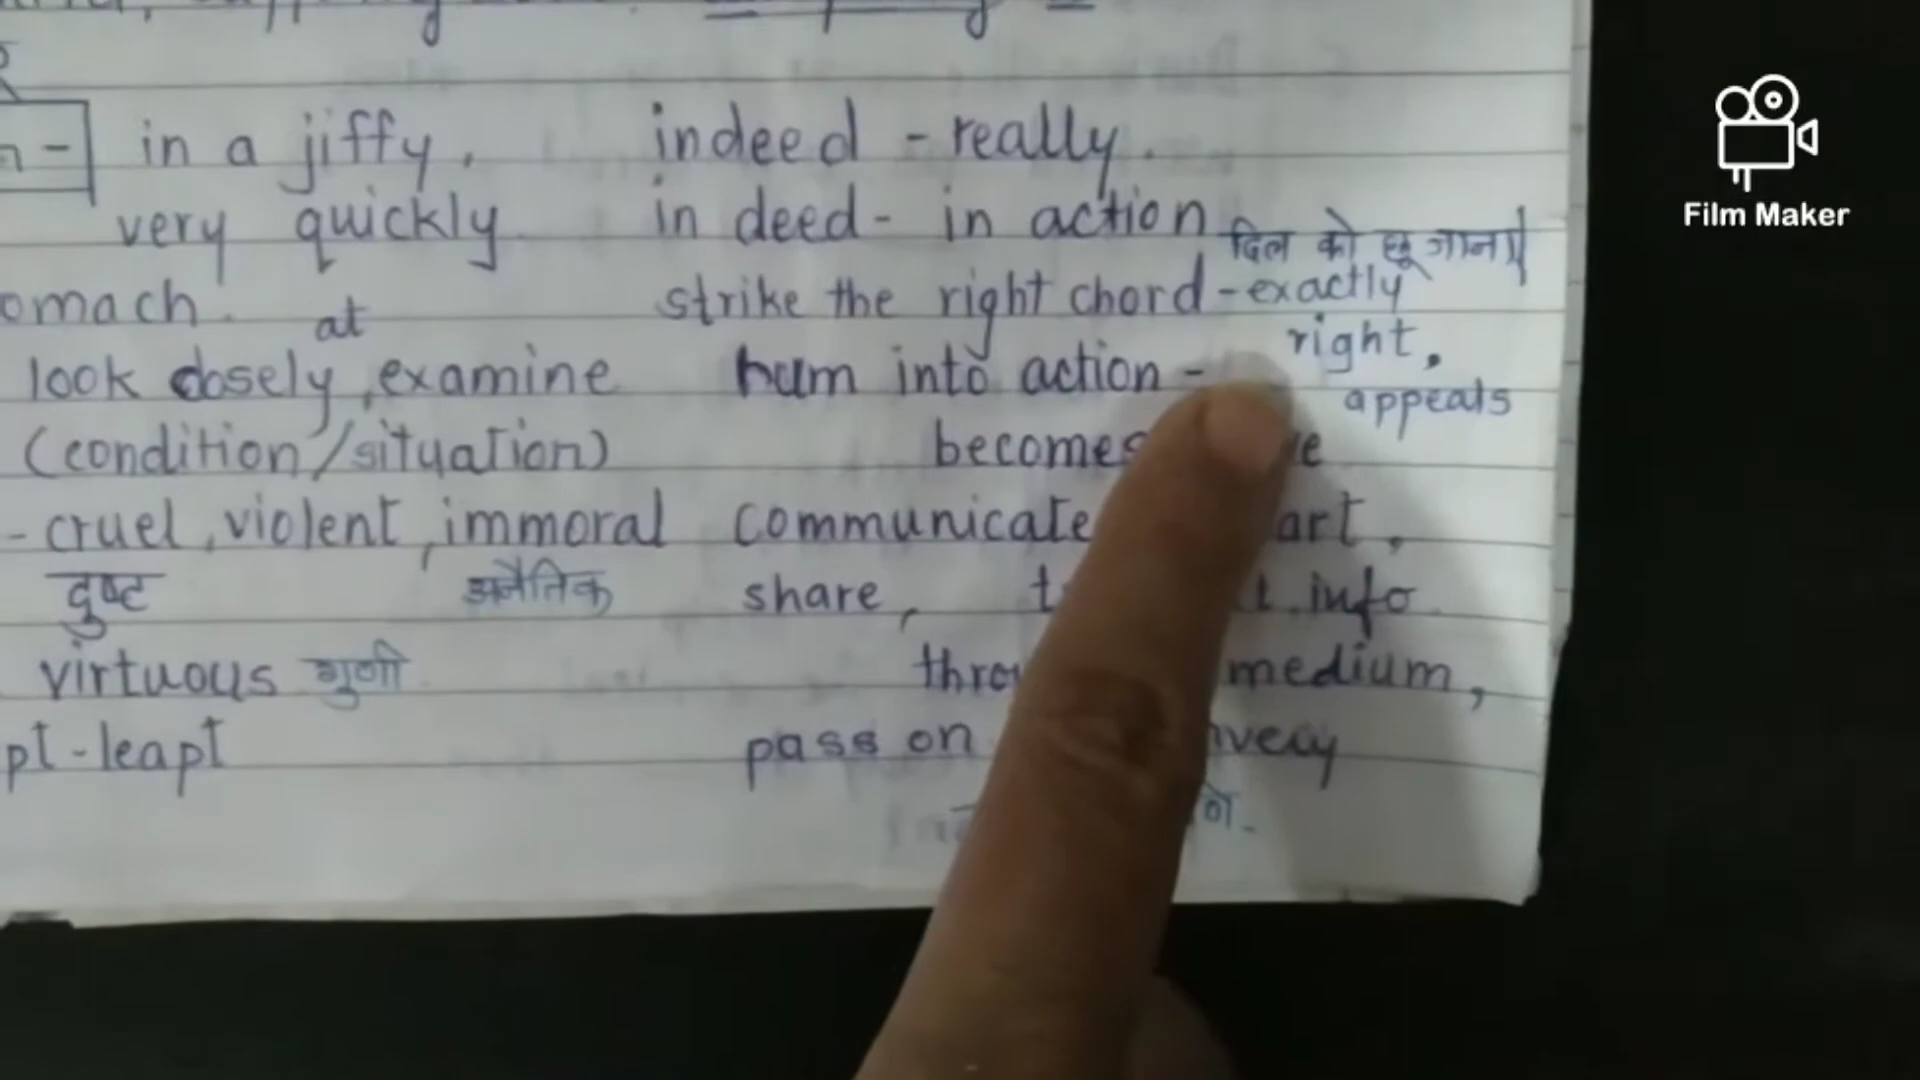 in a jiffy. indeed - really.
very quickly in deed - in action
दिल को छू जाना
omach. strike the right chord - exactly
at right,
look closely, examine hum into action -
appeals
(condition/situation) becomes
- cruel, violent, immoral communicate
दुष्ट अनैतिक share, info
virtuous गुणी medium,
pt - leapt pass on
Film Maker